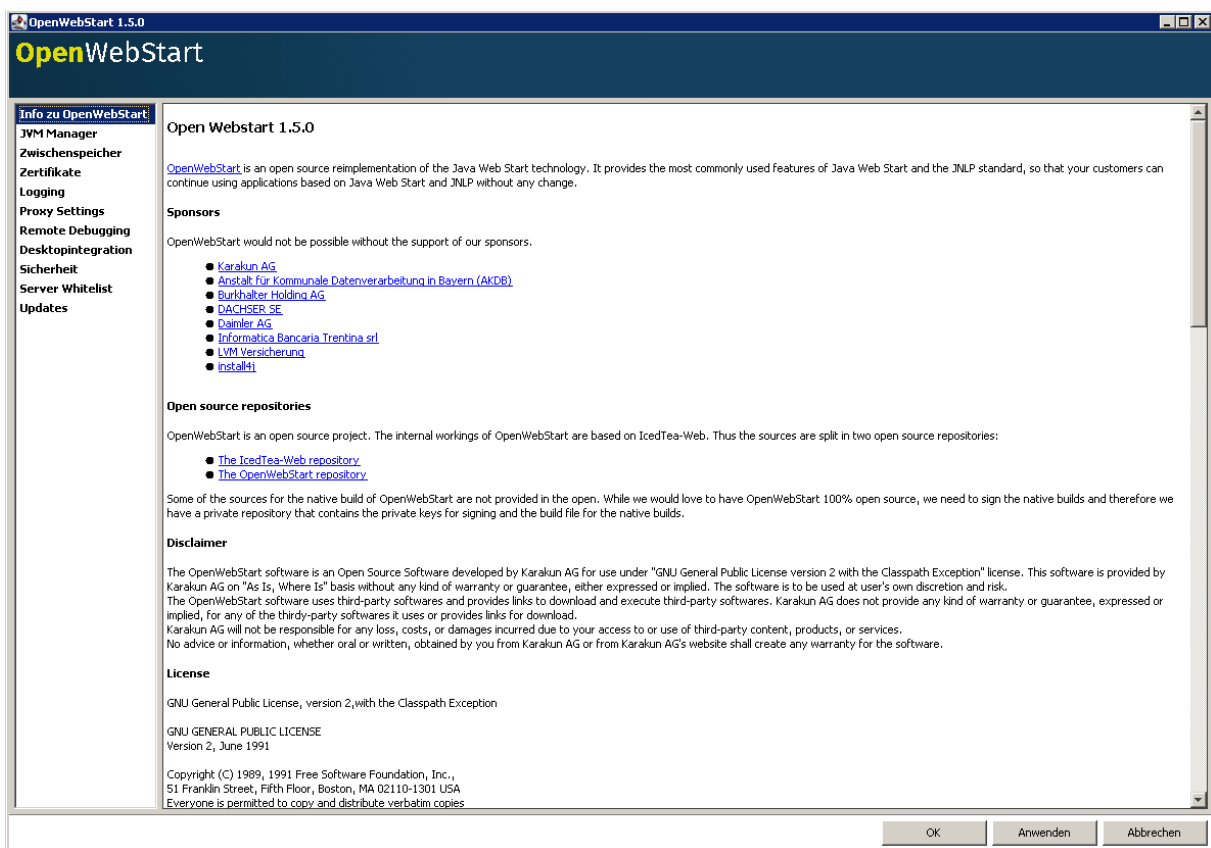 OpenWebStart 1.5.0
OpenWebStart
Info zu OpenWebStart
JVM Manager
Zwischenspeicher
Zertifikate
Logging
Proxy Settings
Remote Debugging
Desktopintegration
Sicherheit
Server Whitelist
Updates
Open Webstart 1.5.0
OpenWebStart is an open source reimplementation of the Java Web Start technology. It provides the most commonly used features of Java Web Start and the JNLP standard, so that your customers can
continue using applications based on Java Web Start and JNLP without any change.
Sponsors
OpenWebStart would not be possible without the support of our sponsors.
Karakun AG
Anstalt für Kommunale Datenverarbeitung in Bayern (AKDB)
Burkhalter Holding AG
DACHSER SE
Daimler AG
Informatica Bancaria Trentina srl
LVM Versicherung
install4j
Open source repositories
OpenWebStart is an open source project. The internal workings of OpenWebStart are based on IcedTea-Web. Thus the sources are split in two open source repositories:
The IcedTea-Web repository
The OpenWebStart repository
Some of the sources for the native build of OpenWebStart are not provided in the open. While we would love to have OpenWebStart 100% open source, we need to sign the native builds and therefore we
have a private repository that contains the private keys for signing and the build file for the native builds.
Disclaimer
The OpenWebStart software is an Open Source Software developed by Karakun AG for use under "GNU General Public License version 2 with the Classpath Exception" license. This software is provided by
Karakun AG on "As Is, Where Is" basis without any kind of warranty or guarantee, either expressed or implied. The software is to be used at user's own discretion and risk.
The OpenWebStart software uses third-party softwares and provides links to download and execute third-party softwares. Karakun AG does not provide any kind of warranty or guarantee, expressed or
implied, for any of the thirdy-party softwares it uses or provides links for download.
Karakun AG will not be responsible for any loss, costs, or damages incurred due to your access to or use of third-party content, products, or services.
No advice or information, whether oral or written, obtained by you from Karakun AG or from Karakun AG's website shall create any warranty for the software.
License
GNU General Public License, version 2,with the Classpath Exception
GNU GENERAL PUBLIC LICENSE
Version 2, June 1991
Copyright (C) 1989, 1991 Free Software Foundation, Inc.,
51 Franklin Street, Fifth Floor, Boston, MA 02110-1301 USA
Everyone is permitted to copy and distribute verbatim copies
OK
Anwenden
Abbrechen